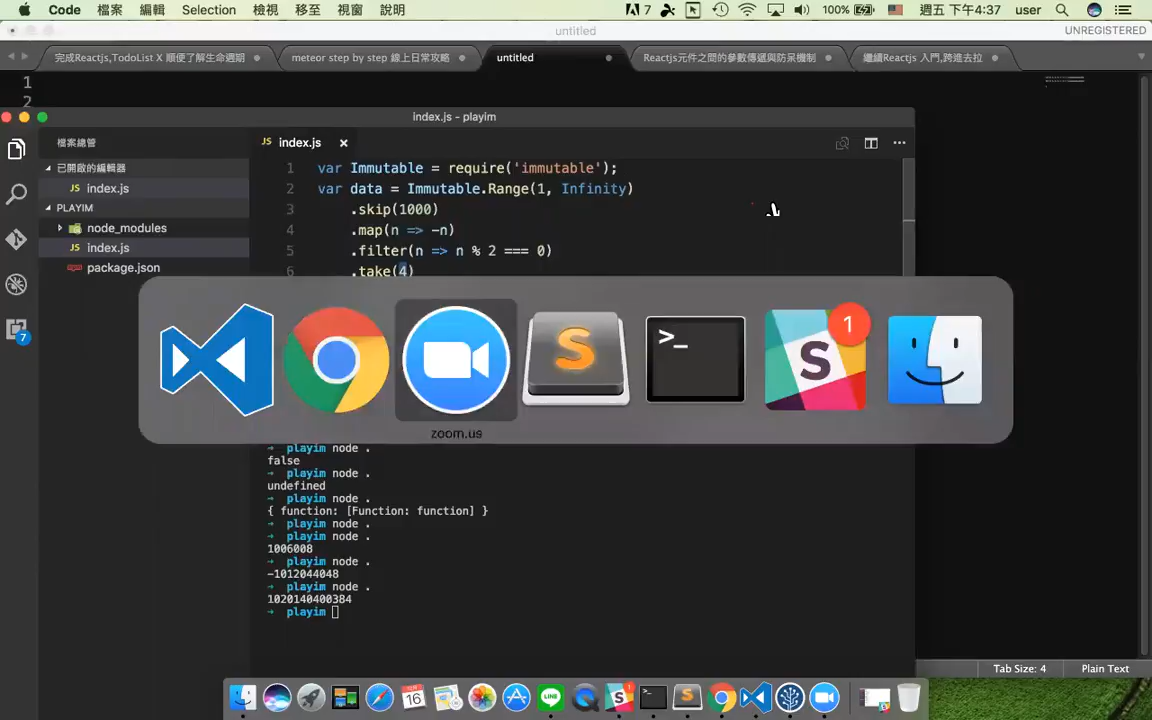 Code 檔案 編輯 Selection 檢視 移至 視窗 說明 7 100% 週五 下午4:37 user
untitled UNREGISTERED
完成Reactjs,TodoList X 順便了解生命週期 meteor step by step 線上日常攻略 untitled Reactjs元件之間的參數傳遞與防呆機制 繼續Reactjs 入門,跨進去拉
1
2
index.js - playim
檔案總管 JS index.js
已開啟的編輯器
JS index.js
PLAYIM
node_modules
JS index.js
package.json
7
1 var Immutable = require('immutable');
2 var data = Immutable.Range(1, Infinity)
3 .skip(1000)
4 .map(n => -n)
5 .filter(n => n % 2 === 0)
6 .take(4)
>_
S
S
1
zoom.us
→ playim node .
false
→ playim node .
undefined
→ playim node .
{ function: [Function: function] }
→ playim node .
→ playim node .
1006008
→ playim node .
-1012044048
→ playim node .
1020140400384
→ playim
Tab Size: 4 Plain Text
16
LINE